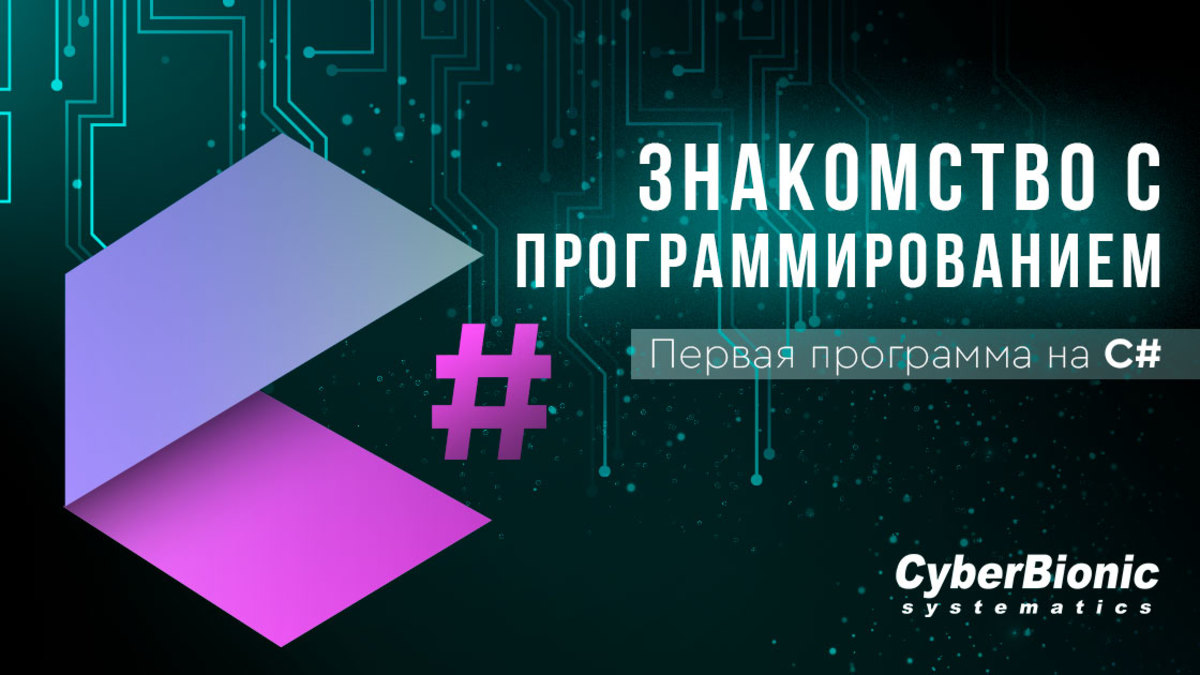 ЗНАКОМСТВО С
ПРОГРАММИРОВАНИЕМ
#
Первая программа на C#
CyberBionic
systematics